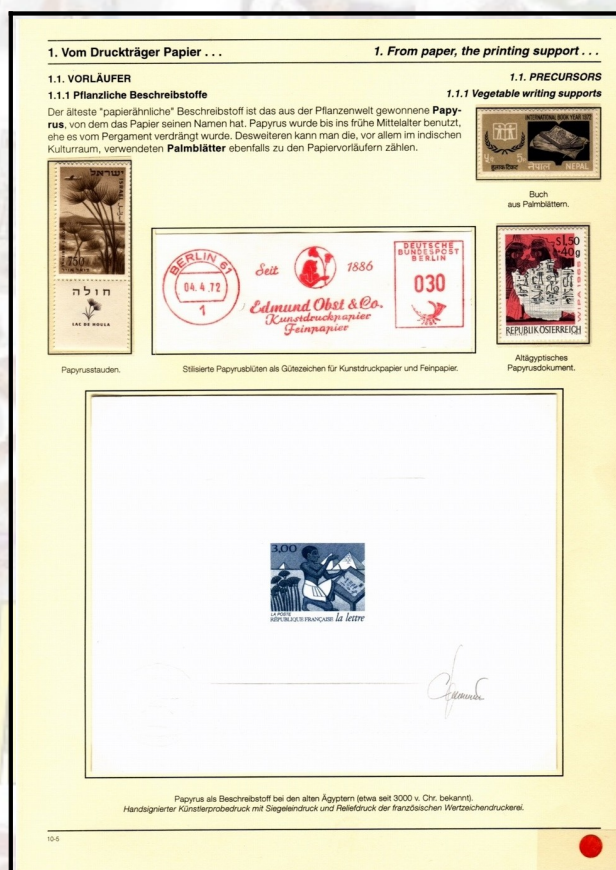 1. Vom Druckträger Papier . . .
1. From paper, the printing support . . .
1.1. VORLÄUFER
1.1. PRECURSORS
1.1.1 Pflanzliche Beschreibstoffe
1.1.1 Vegetable writing supports
Der älteste "papierähnliche" Beschreibstoff ist das aus der Pflanzenwelt gewonnene Papy-
rus, von dem das Papier seinen Namen hat. Papyrus wurde bis ins frühe Mittelalter benutzt,
ehe es vom Pergament verdrängt wurde. Desweiteren kann man die, vor allem im indischen
Kulturraum, verwendeten Palmblätter ebenfalls zu den Papiervorläufern zählen.
INTERNATIONAL BOOK YEAR 1972
नेपाल NEPAL
Buch
aus Palmblättern.
ישראל
ISRAEL
750
חולה
LAC DE HOULA
Papyrusstauden.
BERLIN 61
04.4.72
1
Seit 1886
Edmund Obst & Co.
Kunstdruckpapier
Feinpapier
DEUTSCHE
BUNDESPOST
BERLIN
030
Stilisierte Papyrusblüten als Gütezeichen für Kunstdruckpapier und Feinpapier.
S1,50
+40g
WIPA 1965
REPUBLIK ÖSTERREICH
Altägyptisches
Papyrusdokument.
3,00
LA POSTE
RÉPUBLIQUE FRANÇAISE la lettre
Papyrus als Beschreibstoff bei den alten Ägyptern (etwa seit 3000 v. Chr. bekannt).
Handsignierter Künstlerprobedruck mit Siegeleindruck und Reliefdruck der französischen Wertzeichendruckerei.
10-5